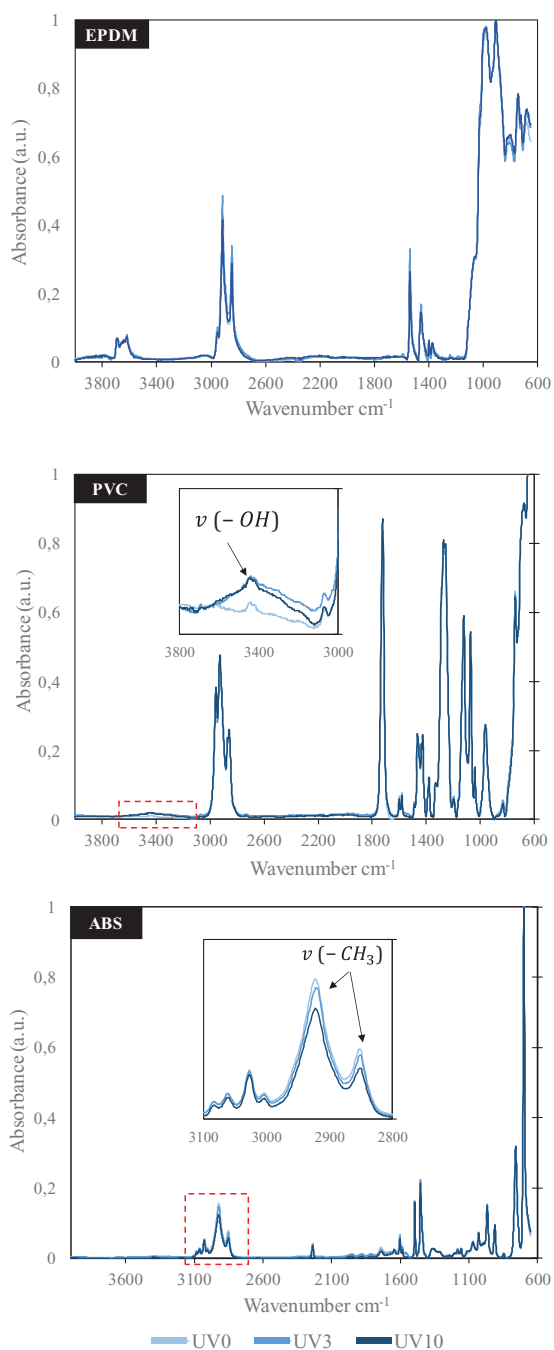 EPDM
1
0,8
0,6
0,4
0,2
0
Absorbance (a.u.)
3800 3400 3000 2600 2200 1800 1400 1000 600
Wavenumber cm-1
PVC
1
0,8
0,6
0,4
0,2
0
Absorbance (a.u.)
ν (− OH)
3800 3400 3000
3800 3400 3000 2600 2200 1800 1400 1000 600
Wavenumber cm-1
ABS
1
0,8
0,6
0,4
0,2
0
Absorbance (a.u.)
ν (−CH₃)
3100 3000 2900 2800
3600 3100 2600 2100 1600 1100 600
Wavenumber cm-1
UV0 UV3 UV10